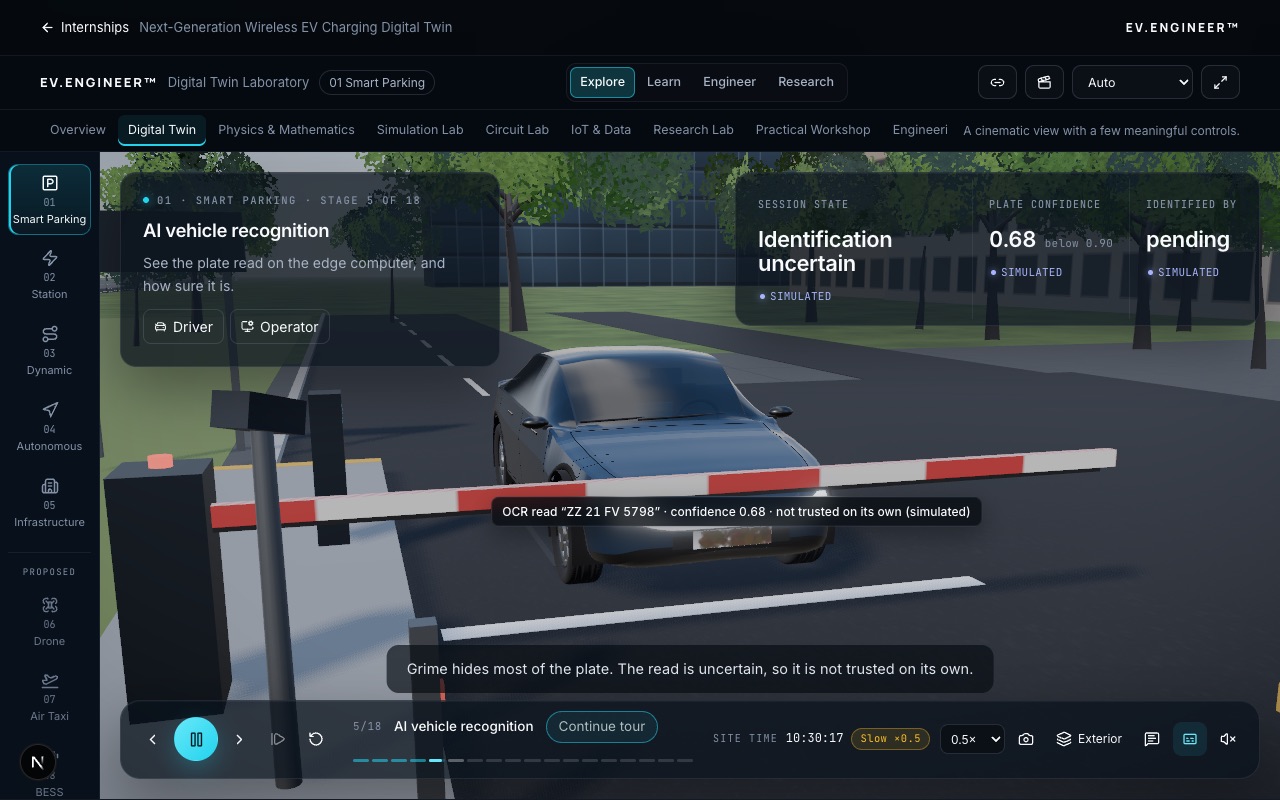 Internships Next-Generation Wireless EV Charging Digital Twin
EV.ENGINEER™
EV.ENGINEER™ Digital Twin Laboratory 01 Smart Parking
Explore Learn Engineer Research
Auto
Overview Digital Twin Physics & Mathematics Simulation Lab Circuit Lab IoT & Data Research Lab Practical Workshop Engineeri
A cinematic view with a few meaningful controls.
01
Smart Parking
02
Station
03
Dynamic
04
Autonomous
05
Infrastructure
PROPOSED
06
Drone
07
Air Taxi
N
BESS
01 · SMART PARKING · STAGE 5 OF 18
AI vehicle recognition
See the plate read on the edge computer, and
how sure it is.
Driver Operator
SESSION STATE
Identification
uncertain
SIMULATED
PLATE CONFIDENCE
0.68 below 0.90
SIMULATED
IDENTIFIED BY
pending
SIMULATED
OCR read “ZZ 21 FV 5798” · confidence 0.68 · not trusted on its own (simulated)
Grime hides most of the plate. The read is uncertain, so it is not trusted on its own.
5/18 AI vehicle recognition Continue tour
SITE TIME 10:30:17 Slow ×0.5 0.5× Exterior